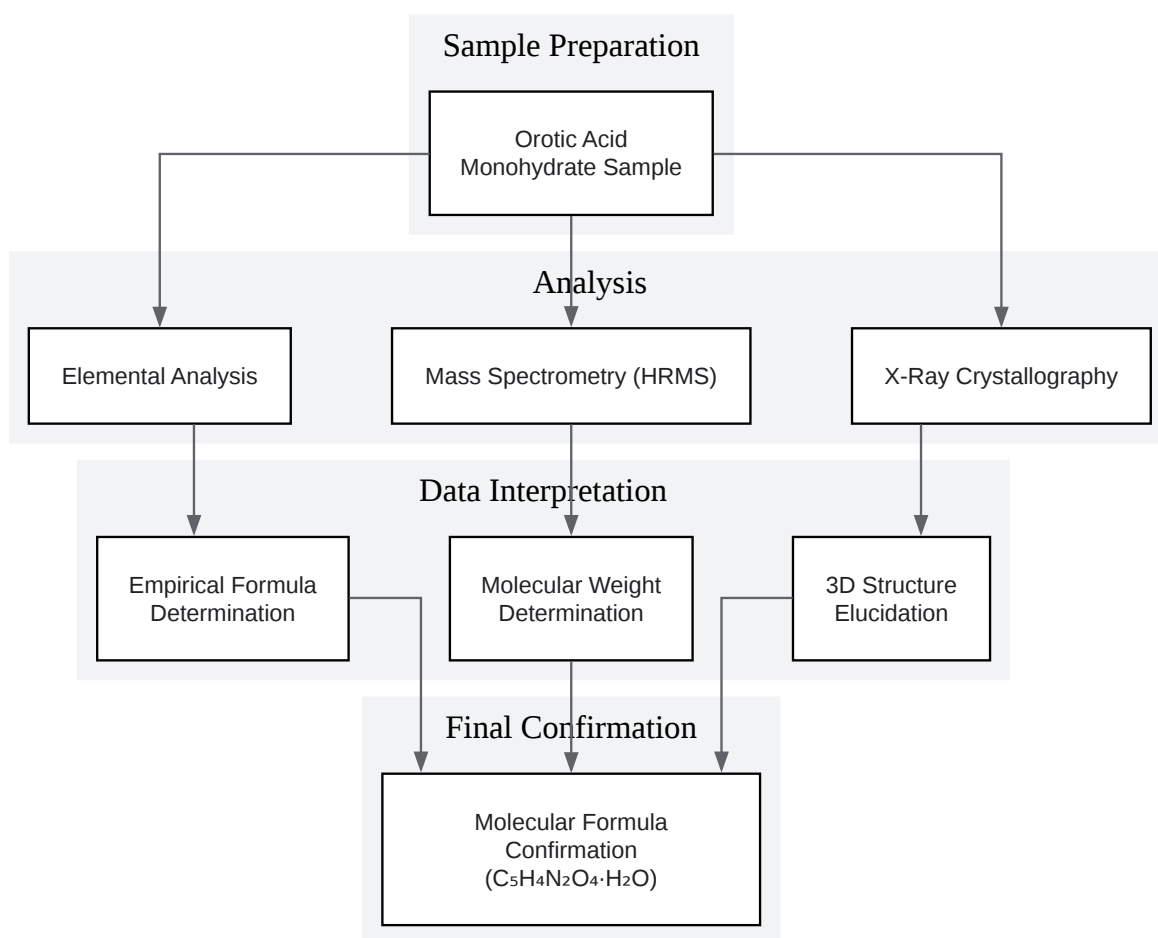 Sample Preparation
Orotic Acid
Monohydrate Sample
Analysis
Elemental Analysis
Mass Spectrometry (HRMS)
X-Ray Crystallography
Data Interpretation
Empirical Formula
Determination
Molecular Weight
Determination
3D Structure
Elucidation
Final Confirmation
Molecular Formula
Confirmation
(C₅H₄N₂O₄·H₂O)